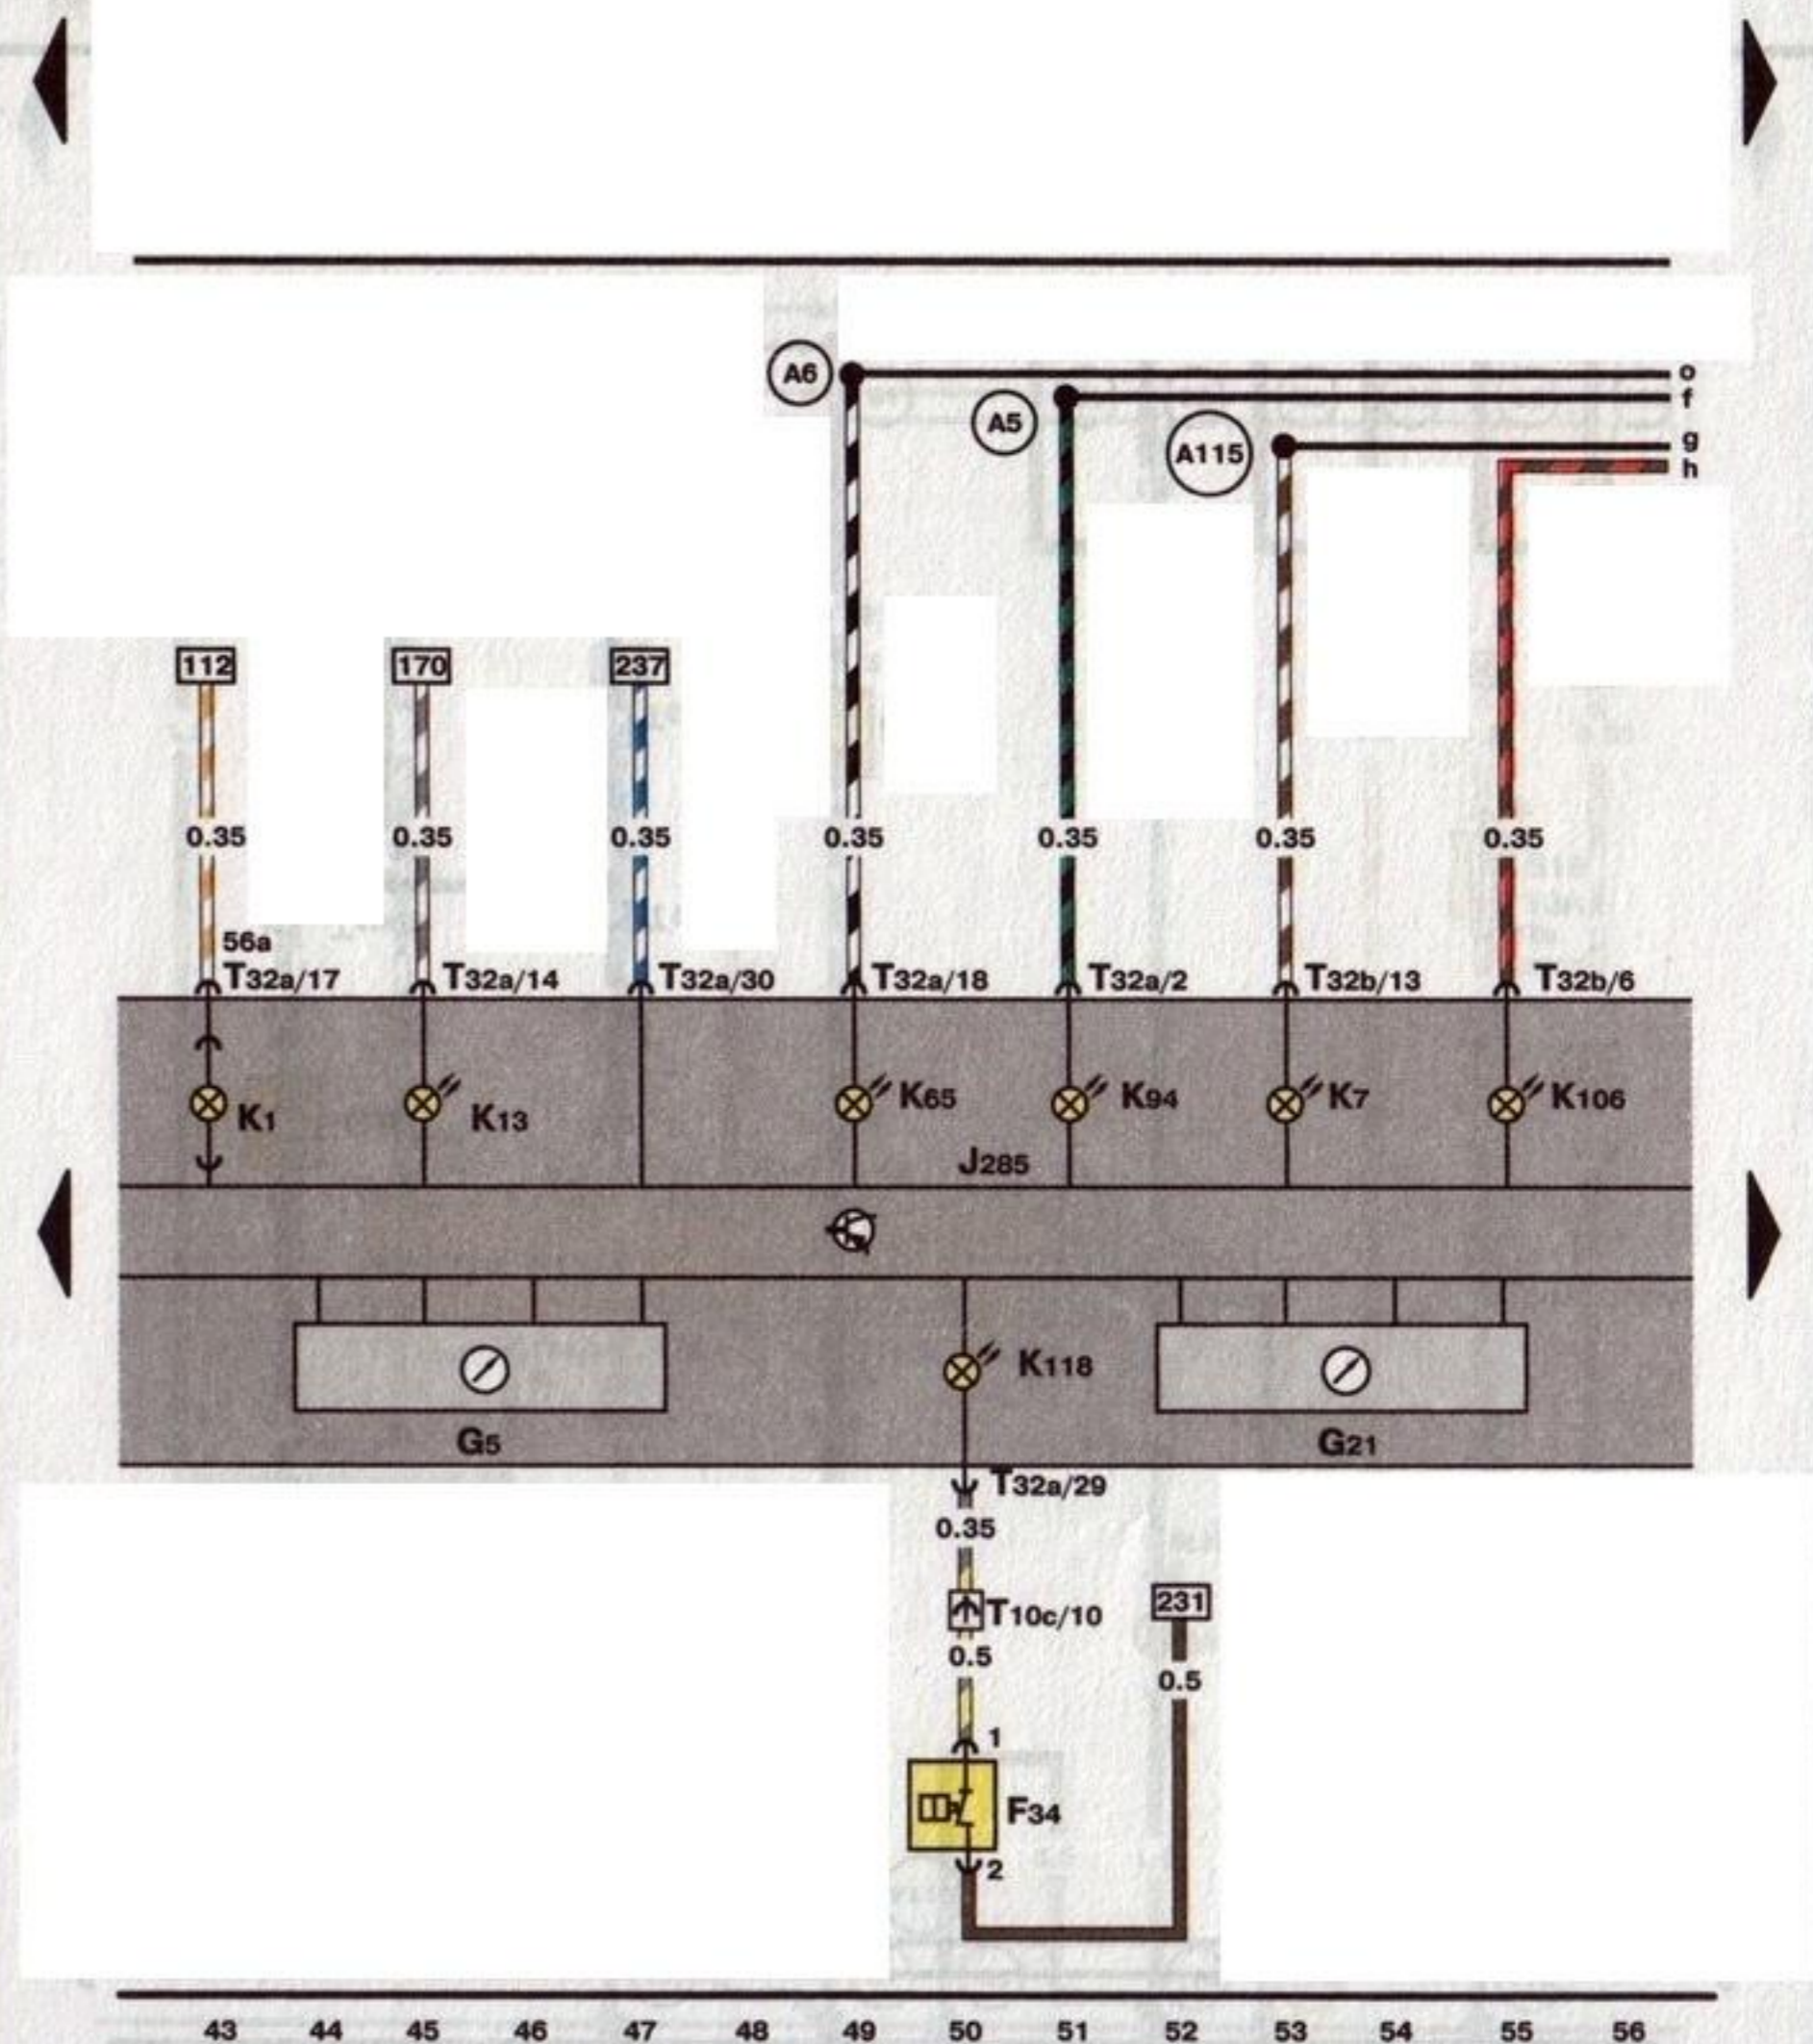 A6
o
f
A5
g
A115
h
112
170
237
0.35
0.35
0.35
0.35
0.35
0.35
0.35
56a
T32a/17
T32a/14
T32a/30
T32a/18
T32a/2
T32b/13
T32b/6
K1
K13
K65
K94
K7
K106
J285
K118
G5
G21
T32a/29
0.35
T10c/10
231
0.5
0.5
1
F34
2
43 44 45 46 47 48 49 50 51 52 53 54 55 56